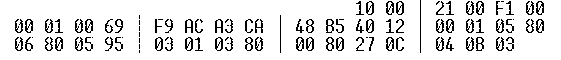 10 00 | 21 00 F1 00
00 01 00 69 | F9 AC A3 CA | 48 B5 40 12 | 00 01 05 80
06 80 05 95 | 03 01 03 80 | 00 80 27 0C | 04 0B 03